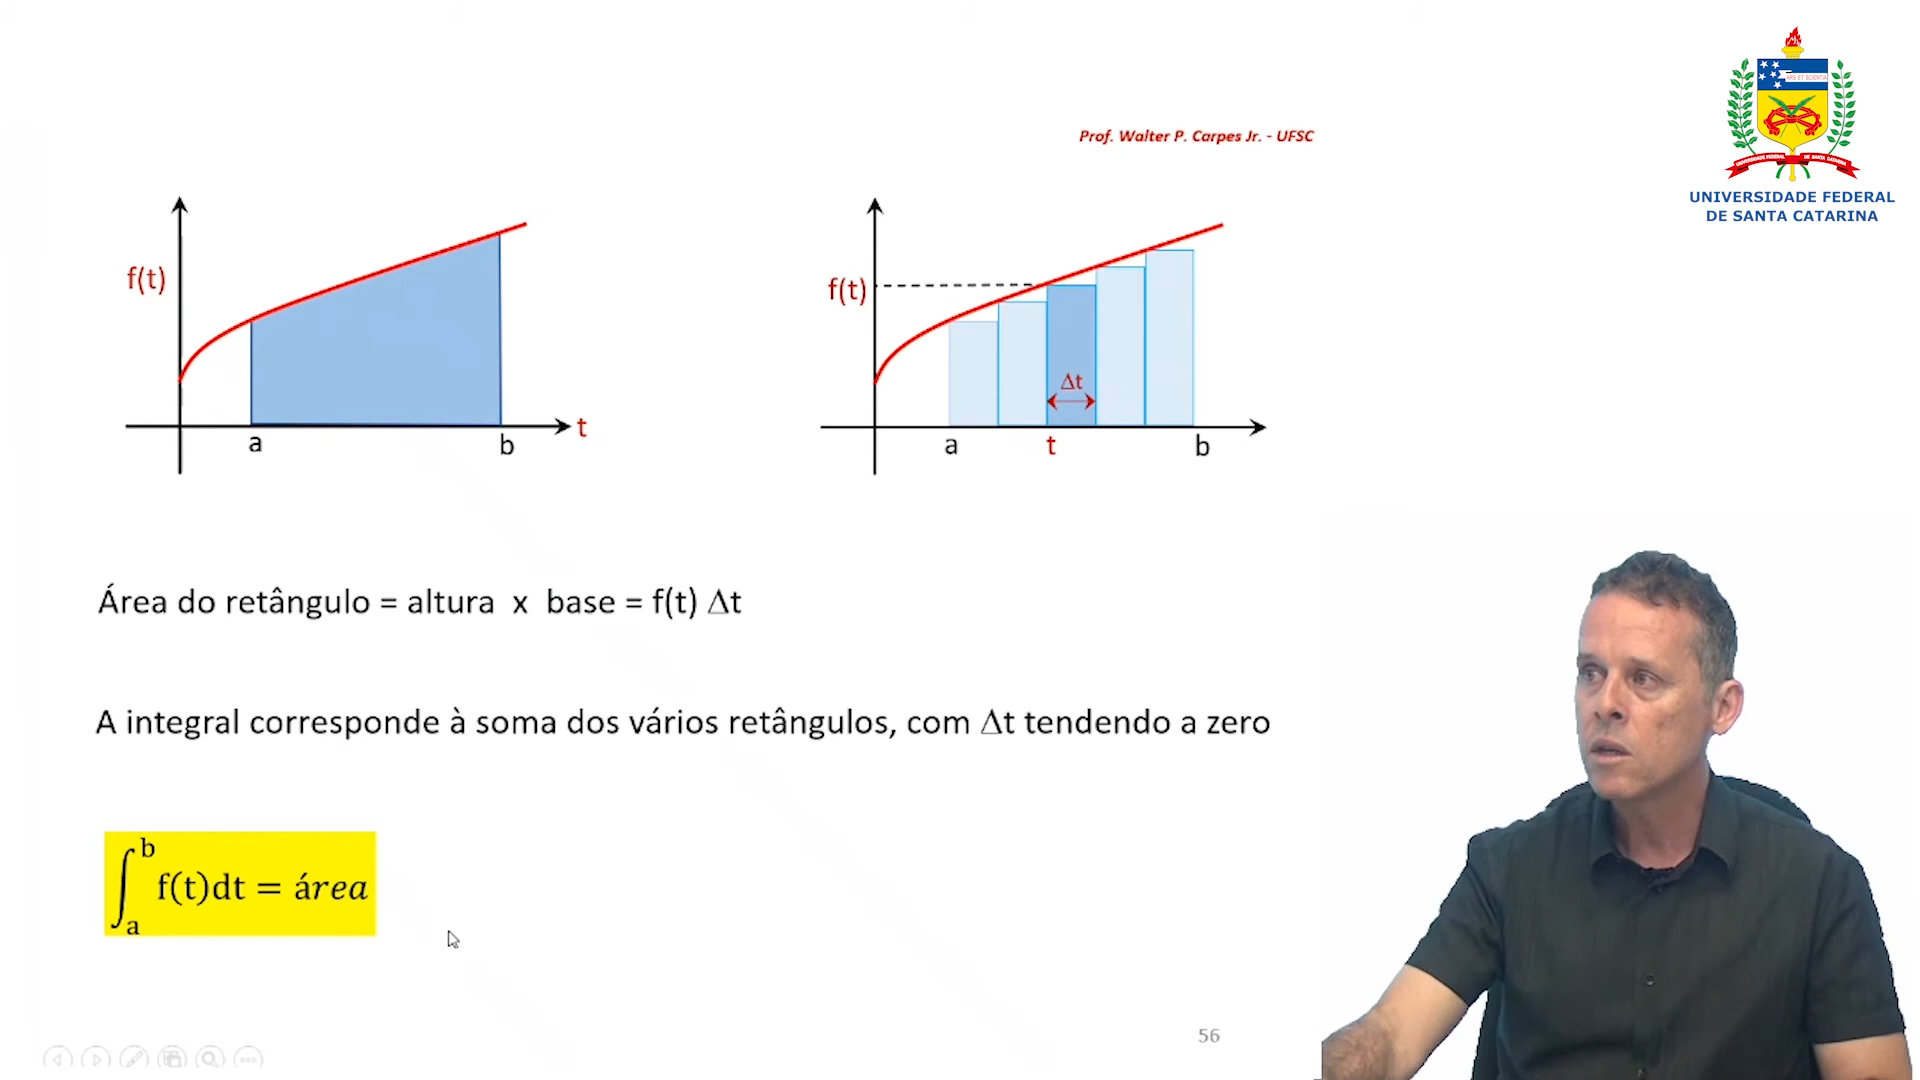 UNIVERSIDADE FEDERAL
DE SANTA CATARINA
Prof. Walter P. Carpes Jr. - UFSC
f(t)
a
b
t
f(t)
Δt
a
t
b
Área do retângulo = altura x base = f(t) Δt
A integral corresponde à soma dos vários retângulos, com Δt tendendo a zero
∫ₐᵇ f(t)dt = área
56